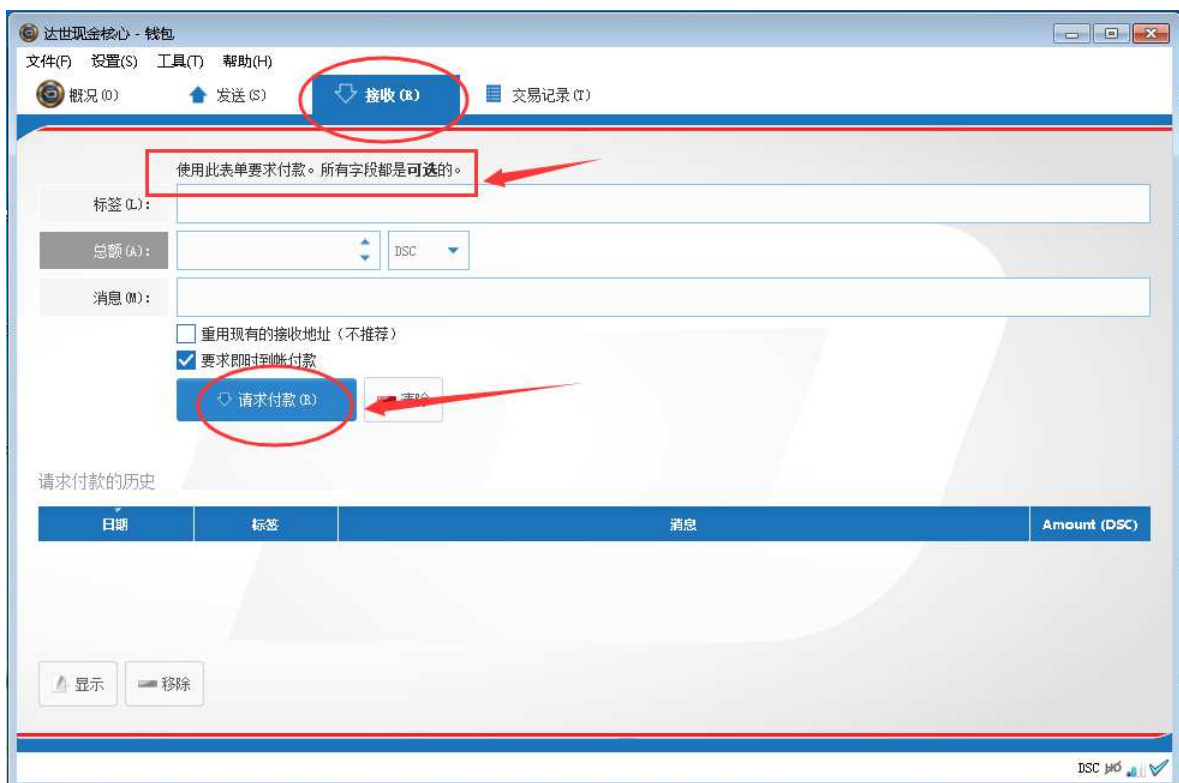 达世现金核心 - 钱包
文件(F) 设置(S) 工具(T) 帮助(H)
概况(O) 发送(S) 接收(R) 交易记录(T)
使用此表单要求付款。所有字段都是可选的。
标签(L):
总额(A): DSC
消息(M):
重用现有的接收地址（不推荐）
要求即时到帐付款
请求付款(R) 清除
请求付款的历史
日期 标签 消息 Amount (DSC)
显示 移除
DSC HD